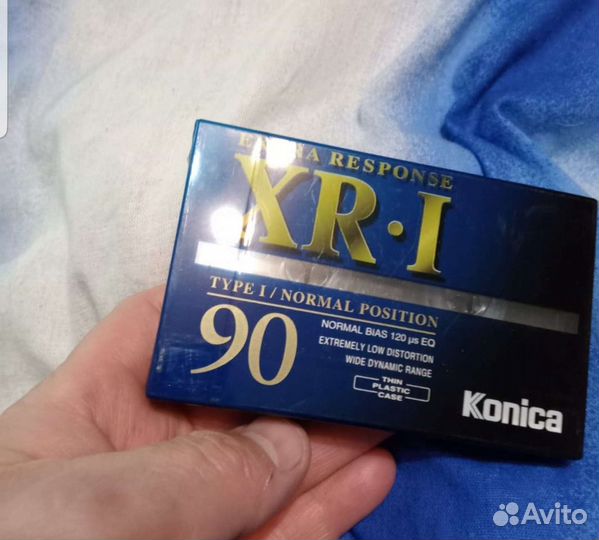 EXTRA RESPONSE
XR·I
TYPE I / NORMAL POSITION
90
NORMAL BIAS 120 µs EQ
EXTREMELY LOW DISTORTION
WIDE DYNAMIC RANGE
THIN
PLASTIC
CASE
Konica
Avito